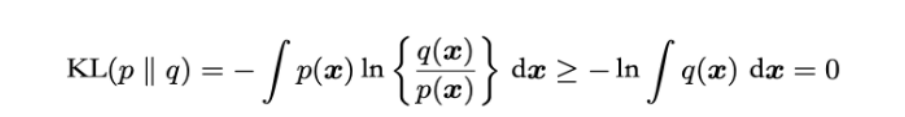 KL(p ∥ q) = − ∫ p(x) ln { q(x) / p(x) } dx ≥ − ln ∫ q(x) dx = 0